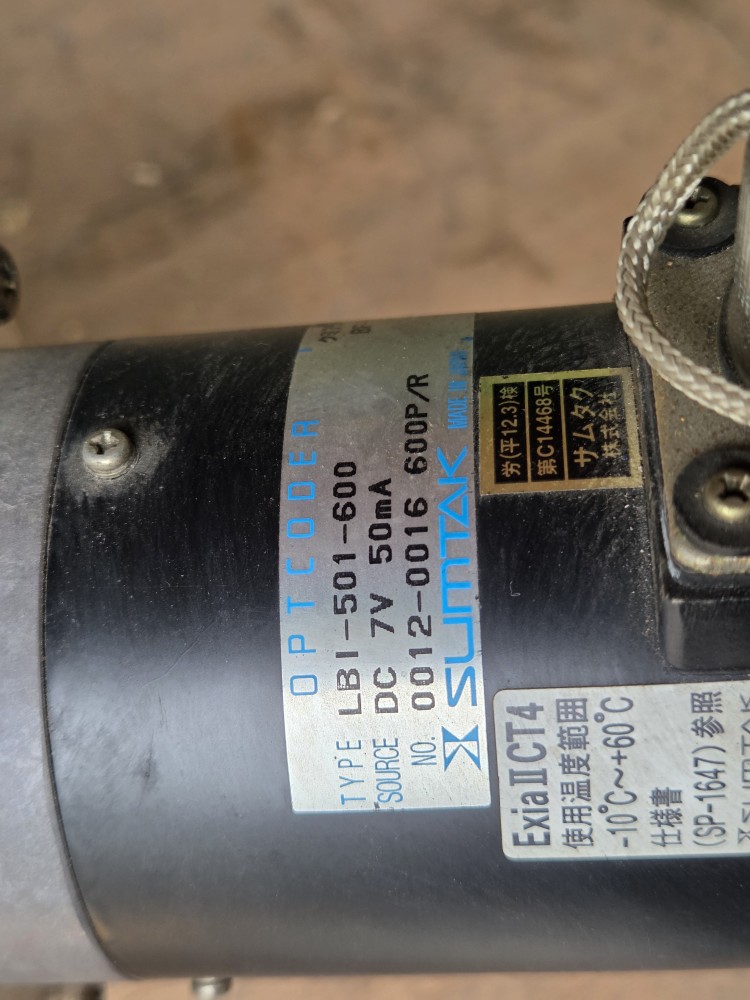 OPTCODER
TYPE LBI-501-600
SOURCE DC 7V 50mA
NO. 0012-0016 600P/R
SUMTAK MADE IN JAPAN
労(平12.3)検
第C14468号
サムタク
株式会社
ExiaⅡCT4
使用温度範囲
-10°C～+60°C
仕様書
(SP-1647)参照
SUMTAK